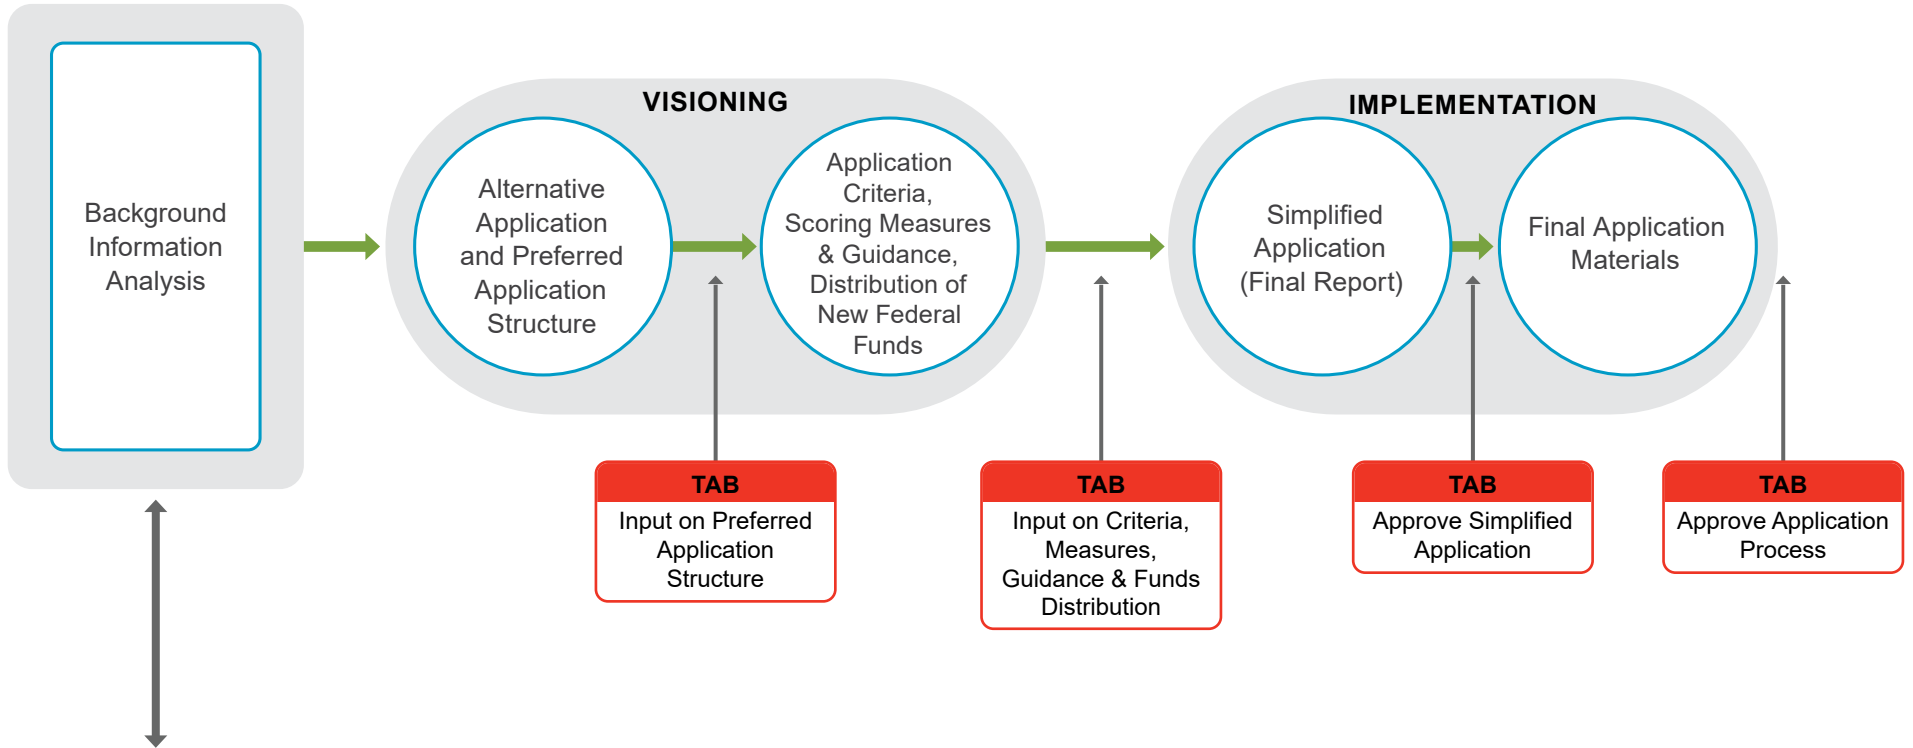 Background
Information
Analysis
VISIONING
Alternative
Application
and Preferred
Application
Structure
Application
Criteria,
Scoring Measures
& Guidance,
Distribution of
New Federal
Funds
IMPLEMENTATION
Simplified
Application
(Final Report)
Final Application
Materials
TAB
Input on Preferred
Application
Structure
TAB
Input on Criteria,
Measures,
Guidance & Funds
Distribution
TAB
Approve Simplified
Application
TAB
Approve Application
Process